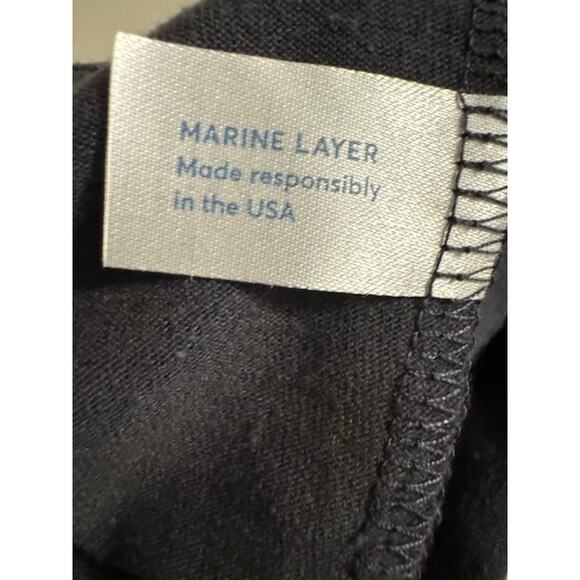 MARINE LAYER
Made responsibly
in the USA